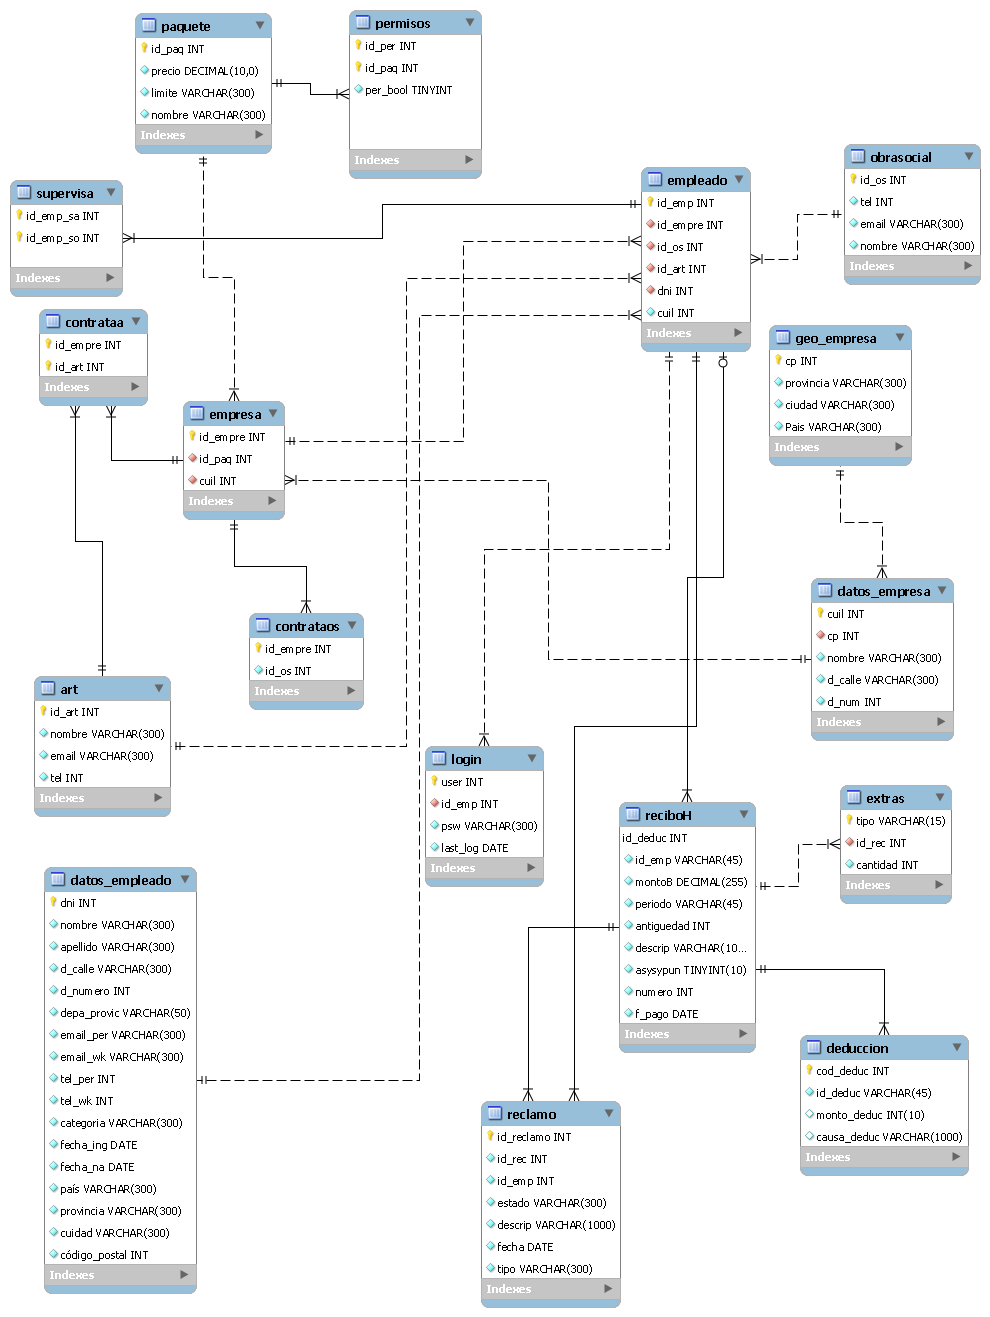 paquete
id_paq INT
precio DECIMAL(10,0)
limite VARCHAR(300)
nombre VARCHAR(300)
Indexes
permisos
id_per INT
id_paq INT
per_bool TINYINT
Indexes
supervisa
id_emp_sa INT
id_emp_so INT
Indexes
empleado
id_emp INT
id_empre INT
id_os INT
id_art INT
dni INT
cuil INT
Indexes
obrasocial
id_os INT
tel INT
email VARCHAR(300)
nombre VARCHAR(300)
Indexes
contrataa
id_empre INT
id_art INT
Indexes
geo_empresa
cp INT
provincia VARCHAR(300)
ciudad VARCHAR(300)
Pais VARCHAR(300)
Indexes
empresa
id_empre INT
id_paq INT
cuil INT
Indexes
datos_empresa
cuil INT
cp INT
nombre VARCHAR(300)
d_calle VARCHAR(300)
d_num INT
Indexes
contrataos
id_empre INT
id_os INT
Indexes
art
id_art INT
nombre VARCHAR(300)
email VARCHAR(300)
tel INT
Indexes
login
user INT
id_emp INT
psw VARCHAR(300)
last_log DATE
Indexes
reciboH
id_deduc INT
id_emp VARCHAR(45)
montoB DECIMAL(255)
periodo VARCHAR(45)
antiguedad INT
descrip VARCHAR(10...
asysypun TINYINT(10)
numero INT
f_pago DATE
Indexes
extras
tipo VARCHAR(15)
id_rec INT
cantidad INT
Indexes
datos_empleado
dni INT
nombre VARCHAR(300)
apellido VARCHAR(300)
d_calle VARCHAR(300)
d_numero INT
depa_provic VARCHAR(50)
email_per VARCHAR(300)
email_wk VARCHAR(300)
tel_per INT
tel_wk INT
categoria VARCHAR(300)
fecha_ing DATE
fecha_na DATE
país VARCHAR(300)
provincia VARCHAR(300)
cuidad VARCHAR(300)
código_postal INT
Indexes
deduccion
cod_deduc INT
id_deduc VARCHAR(45)
monto_deduc INT(10)
causa_deduc VARCHAR(1000)
Indexes
reclamo
id_reclamo INT
id_rec INT
id_emp INT
estado VARCHAR(300)
descrip VARCHAR(1000)
fecha DATE
tipo VARCHAR(300)
Indexes